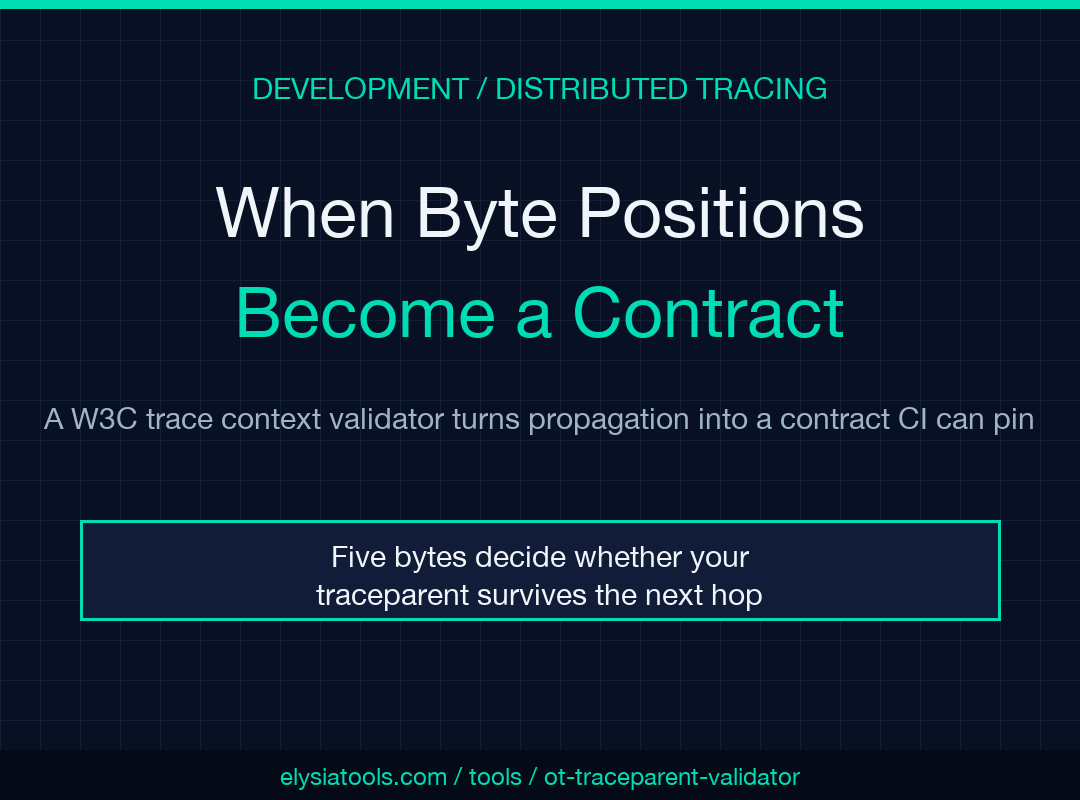 DEVELOPMENT / DISTRIBUTED TRACING
When Byte Positions
Become a Contract
A W3C trace context validator turns propagation into a contract CI can pin
Five bytes decide whether your
traceparent survives the next hop
elysiatools.com / tools / ot-traceparent-validator